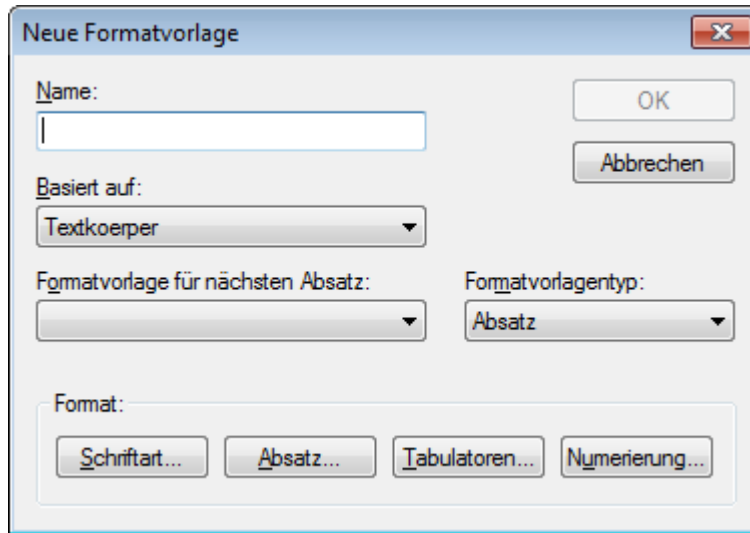 Neue Formatvorlage
Name:
OK
Abbrechen
Basiert auf:
Textkoerper
Formatvorlage für nächsten Absatz:
Formatvorlagentyp:
Absatz
Format:
Schriftart...
Absatz...
Tabulatoren...
Numerierung...